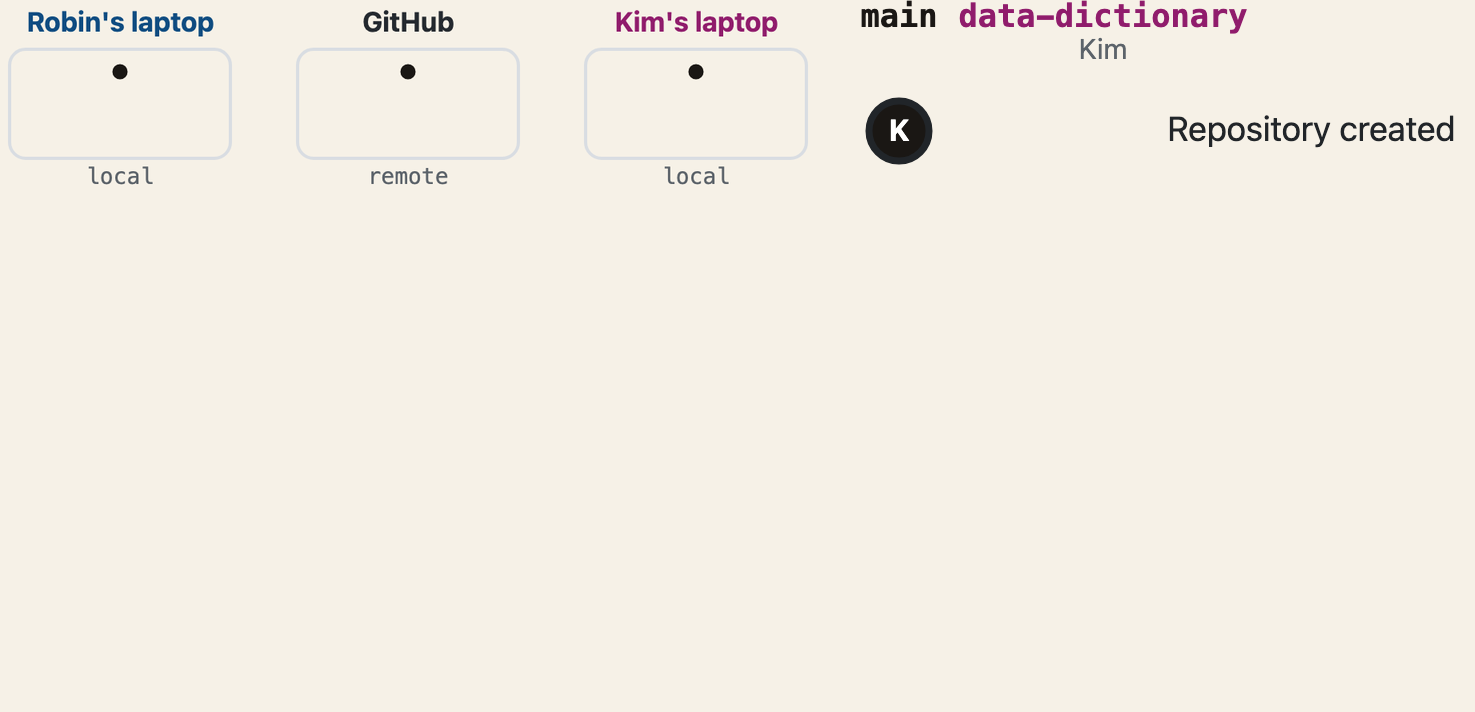 Robin's laptop
GitHub
Kim's laptop
main data-dictionary
Kim
K
Repository created
local
remote
local